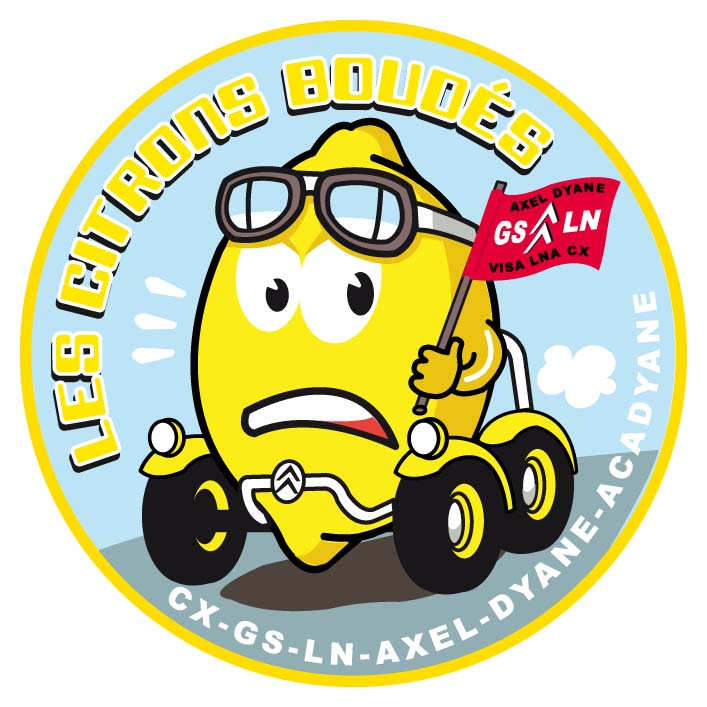 LES CITRONS BOUDÉS
AXEL DYANE
GS LN
VISA LNA CX
CX-GS-LN-AXEL-DYANE-ACADYANE